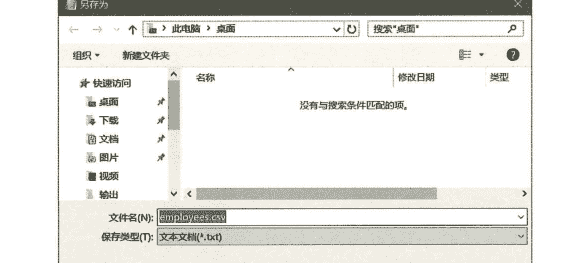 另存为
此电脑 > 桌面
搜索"桌面"
组织
新建文件夹
快速访问
桌面
下载
文档
图片
视频
输出
名称
修改日期
类型
没有与搜索条件匹配的项。
文件名(N):
employees.csv
保存类型(T):
文本文档(*.txt)